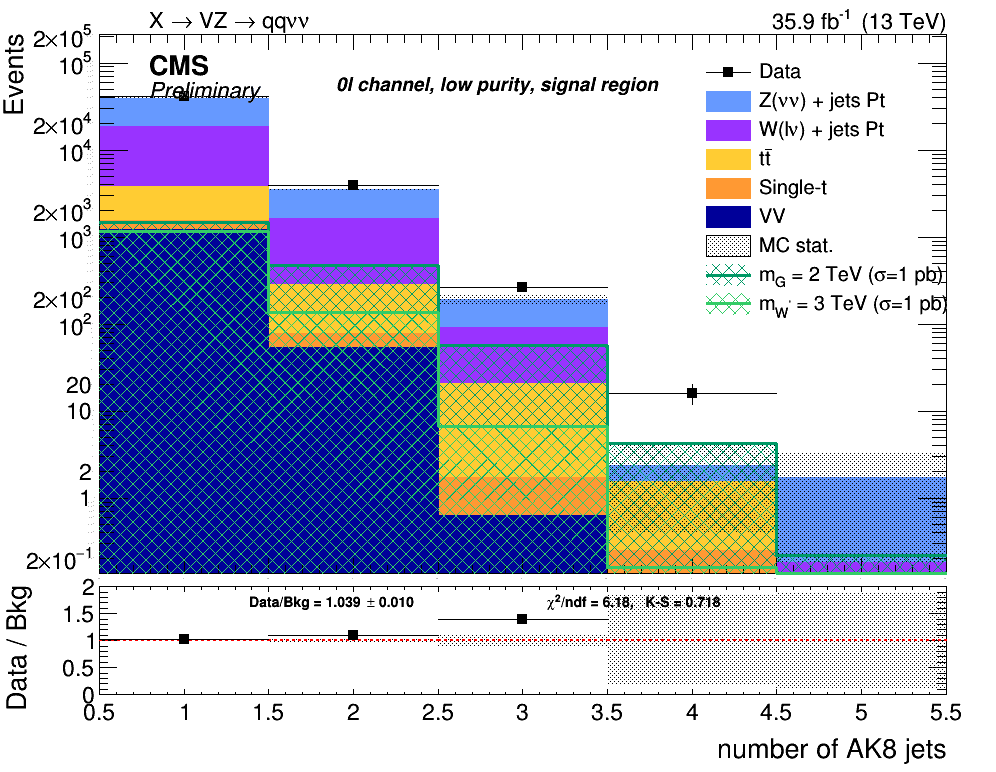 X → VZ → qqνν
35.9 fb⁻¹ (13 TeV)
Events
CMS
Preliminary
0l channel, low purity, signal region
Data
Z(νν) + jets Pt
W(lν) + jets Pt
tt̄
Single-t
VV
MC stat.
m_G = 2 TeV (σ=1 pb)
m_W' = 3 TeV (σ=1 pb)
2×10⁵
10⁵
2×10⁴
10⁴
2×10³
10³
2×10²
10²
20
10
2
1
2×10⁻¹
Data / Bkg
2
1.5
1
0.5
0
Data/Bkg = 1.039 ± 0.010
χ²/ndf = 6.18, K-S = 0.718
0.5 1 1.5 2 2.5 3 3.5 4 4.5 5 5.5
number of AK8 jets